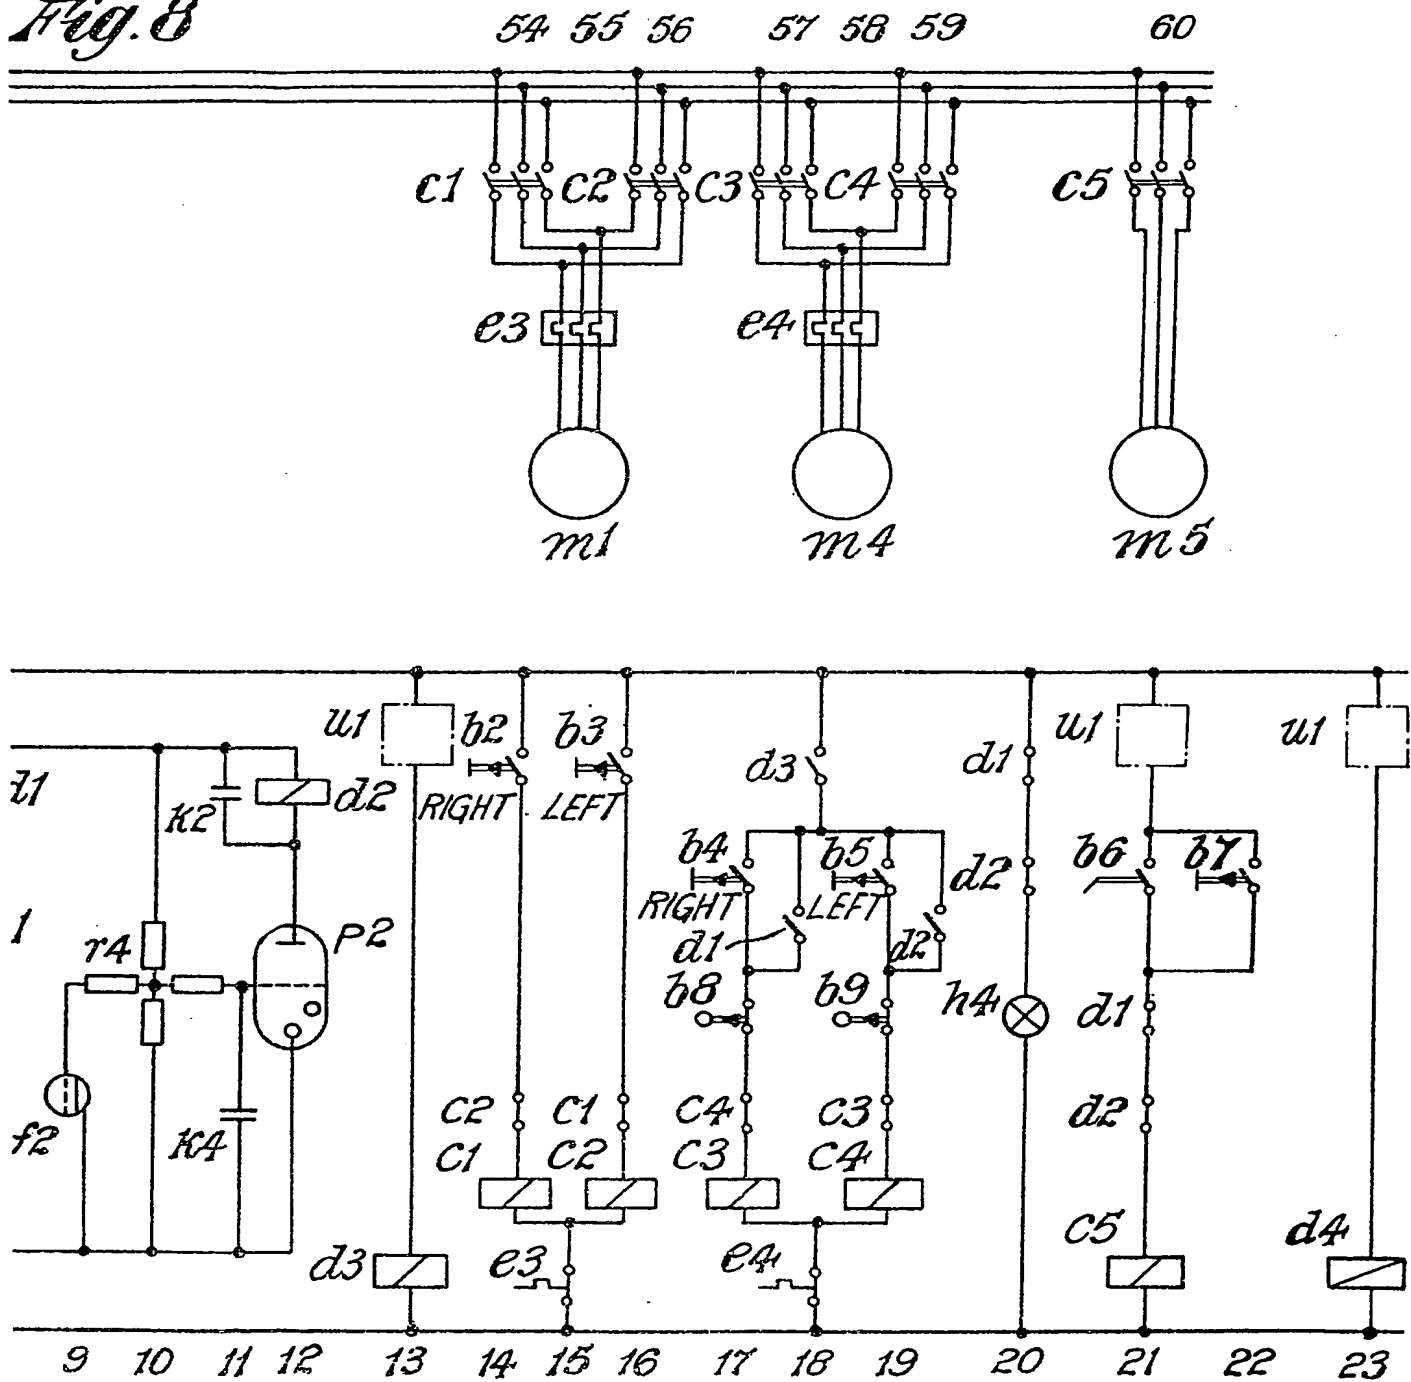 Fig. 8
54 55 56 57 58 59 60
c1 c2 c3 c4 c5
e3 e4
m1 m4 m5
u1 b2 b3 d3 d1 u1 u1
d1 k2 d2 RIGHT LEFT
b4 b5 d2 b6 b7
RIGHT LEFT
1 r4 P2 d1 d2
b8 b9 h4 d1
f2 k4 c2 c1 c4 c3 d2
c1 c2 c3 c4
d3 e3 e4 c5 d4
9 10 11 12 13 14 15 16 17 18 19 20 21 22 23